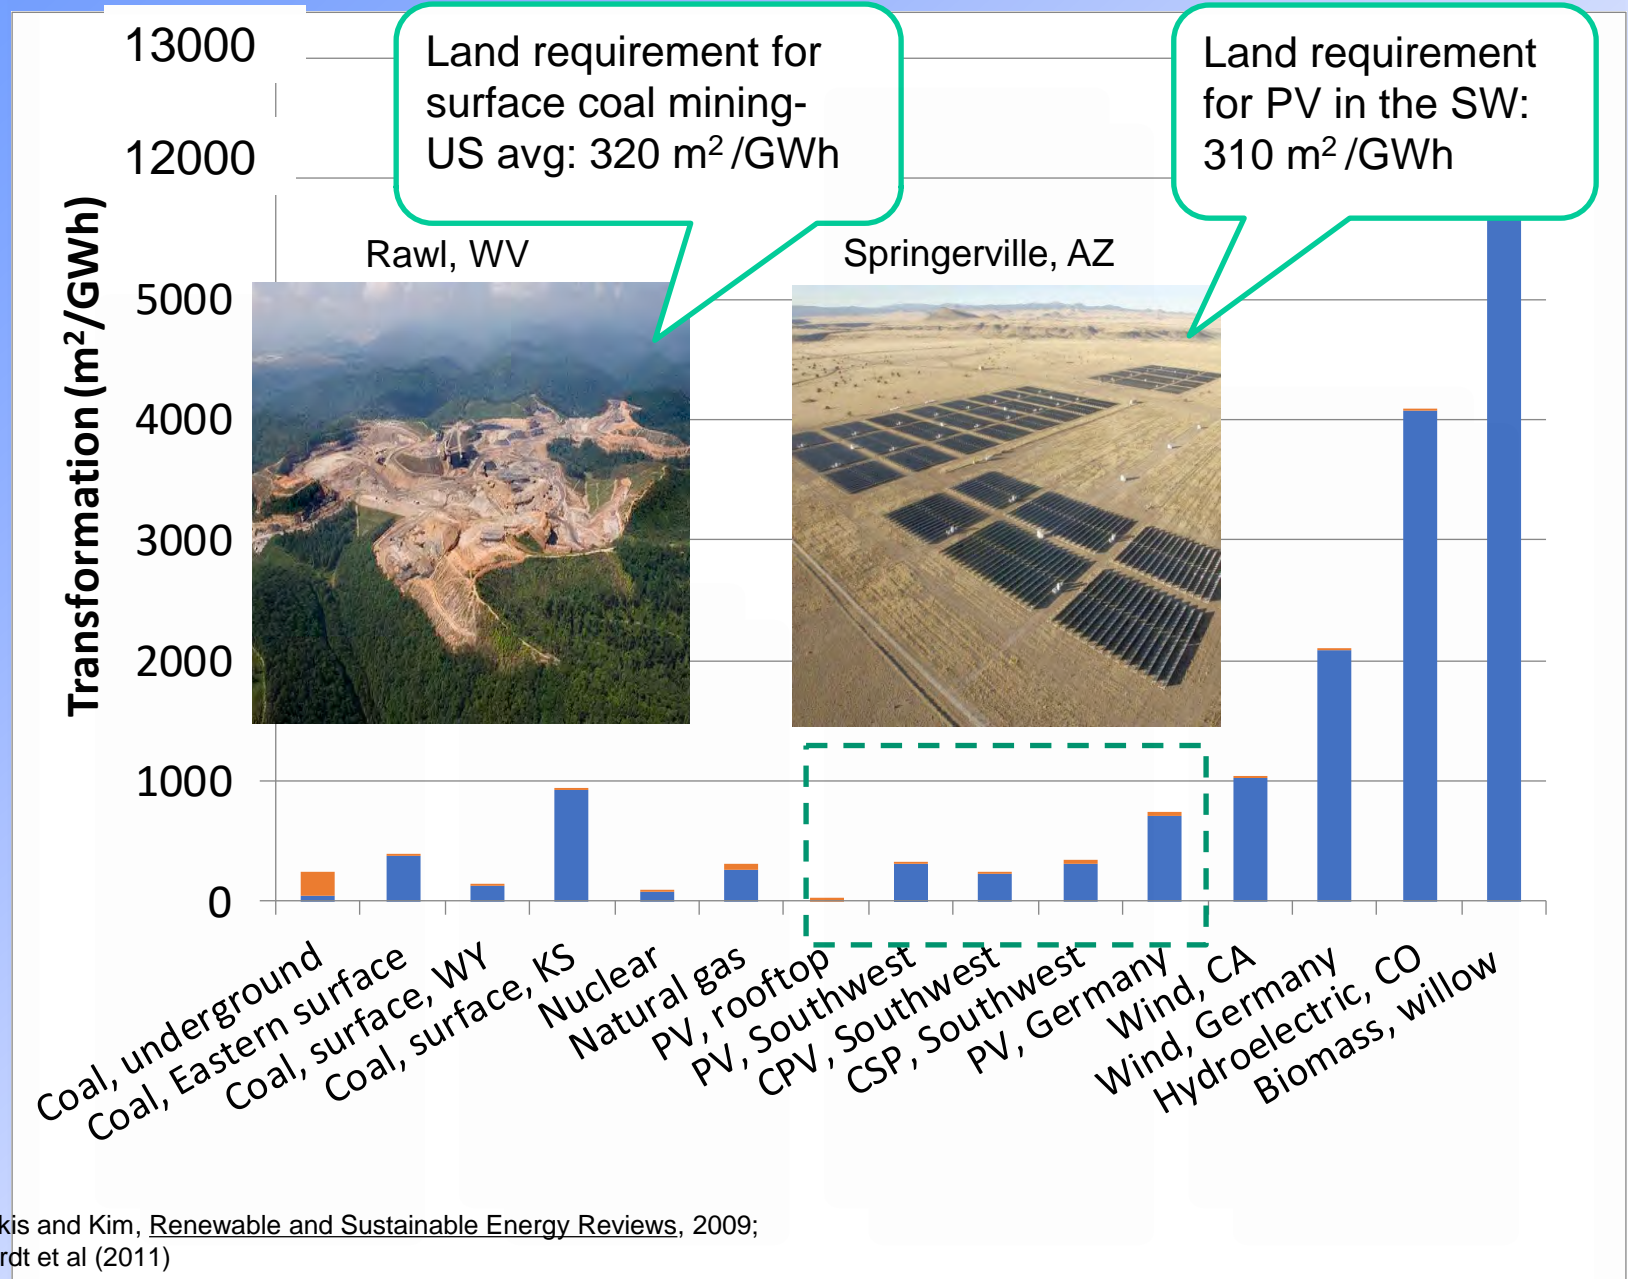 13000
12000
5000
4000
3000
2000
1000
0
Transformation (m²/GWh)
Land requirement for
surface coal mining-
US avg: 320 m² /GWh
Land requirement
for PV in the SW:
310 m² /GWh
Rawl, WV
Springerville, AZ
Coal, underground
Coal, Eastern surface
Coal, surface, WY
Coal, surface, KS
Nuclear
Natural gas
PV, rooftop
PV, Southwest
CPV, Southwest
CSP, Southwest
PV, Germany
Wind, CA
Wind, Germany
Hydroelectric, CO
Biomass, willow
kis and Kim, Renewable and Sustainable Energy Reviews, 2009;
rdt et al (2011)